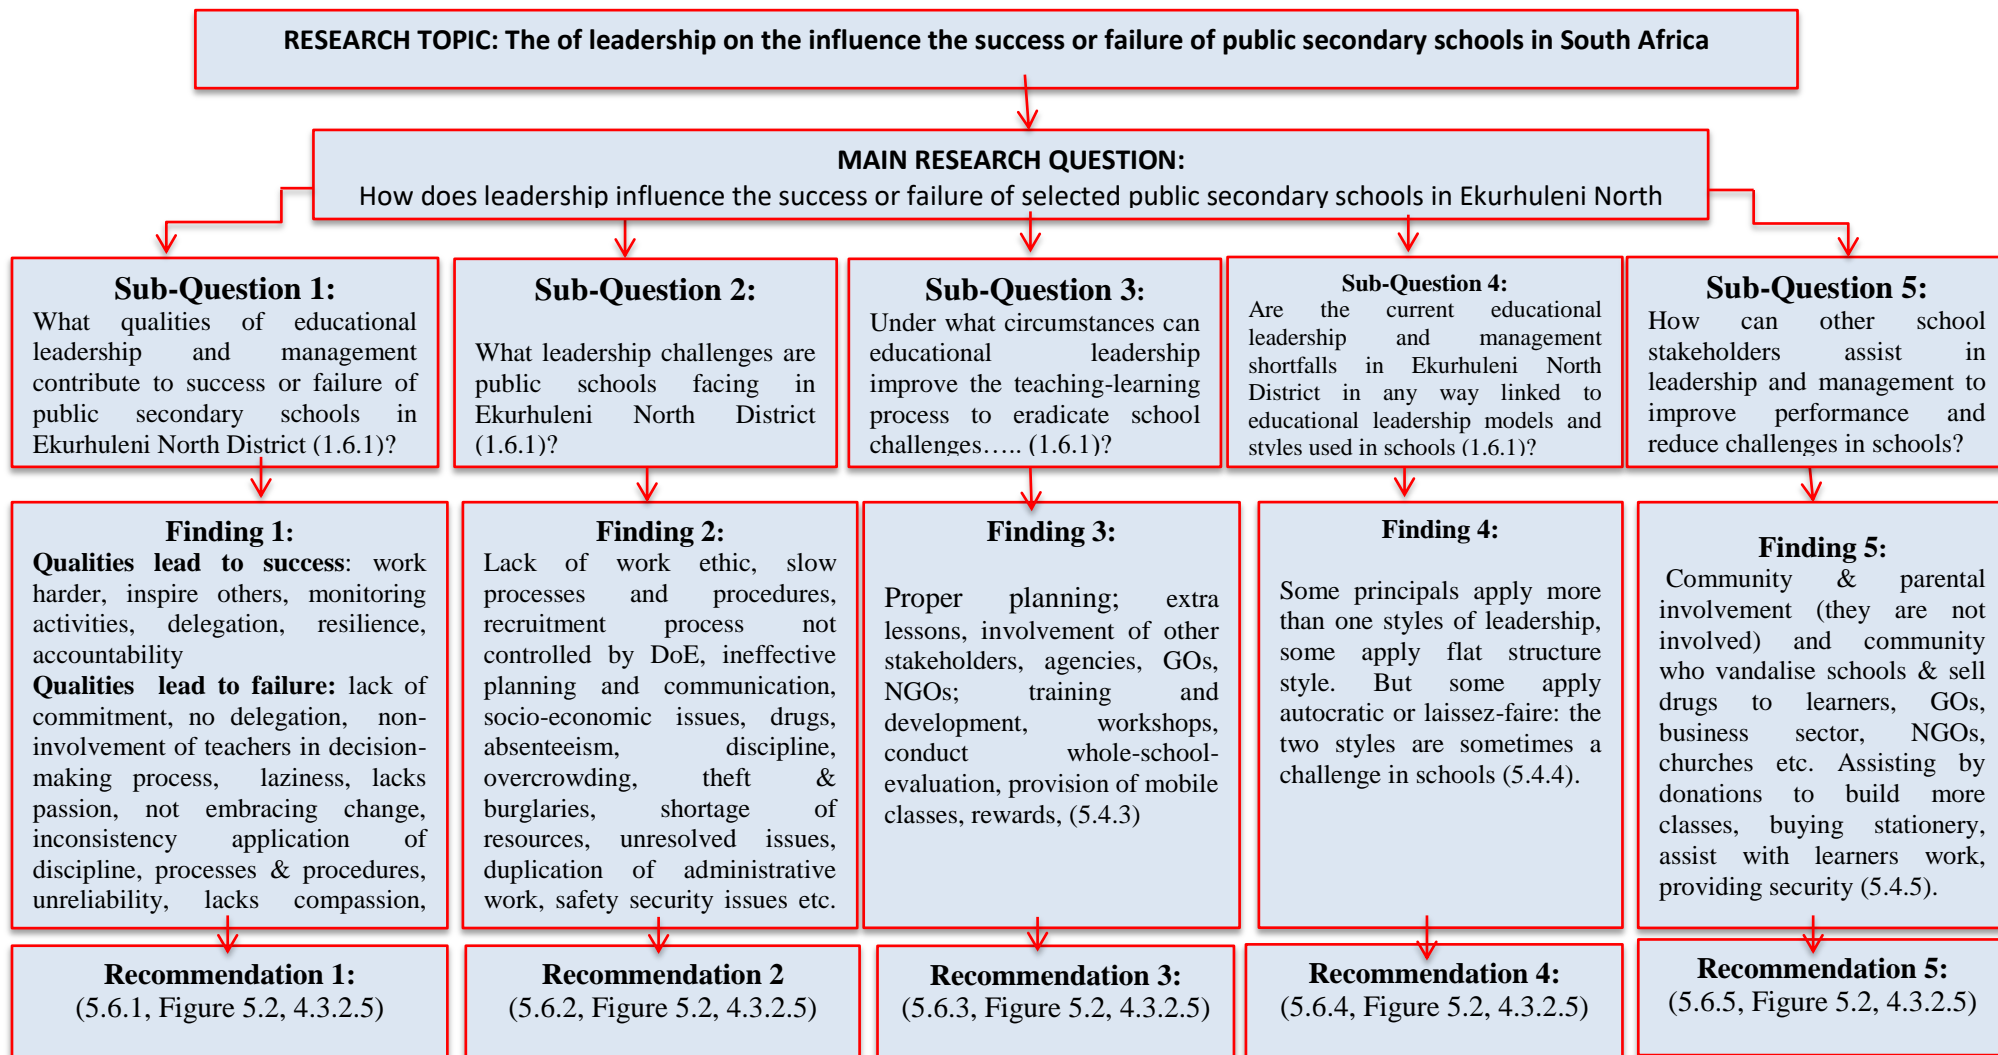 RESEARCH TOPIC: The of leadership on the influence the success or failure of public secondary schools in South Africa
MAIN RESEARCH QUESTION:
How does leadership influence the success or failure of selected public secondary schools in Ekurhuleni North
Sub-Question 1:
What qualities of educational
leadership and management
contribute to success or failure of
public secondary schools in
Ekurhuleni North District (1.6.1)?
Sub-Question 2:
What leadership challenges are
public schools facing in
Ekurhuleni North District
(1.6.1)?
Sub-Question 3:
Under what circumstances can
educational leadership
improve the teaching-learning
process to eradicate school
challenges….. (1.6.1)?
Sub-Question 4:
Are the current educational
leadership and management
shortfalls in Ekurhuleni North
District in any way linked to
educational leadership models and
styles used in schools (1.6.1)?
Sub-Question 5:
How can other school
stakeholders assist in
leadership and management to
improve performance and
reduce challenges in schools?
Finding 1:
Qualities lead to success: work
harder, inspire others, monitoring
activities, delegation, resilience,
accountability
Qualities lead to failure: lack of
commitment, no delegation, non-
involvement of teachers in decision-
making process, laziness, lacks
passion, not embracing change,
inconsistency application of
discipline, processes & procedures,
unreliability, lacks compassion,
Finding 2:
Lack of work ethic, slow
processes and procedures,
recruitment process not
controlled by DoE, ineffective
planning and communication,
socio-economic issues, drugs,
absenteeism, discipline,
overcrowding, theft &
burglaries, shortage of
resources, unresolved issues,
duplication of administrative
work, safety security issues etc.
Finding 3:
Proper planning; extra
lessons, involvement of other
stakeholders, agencies, GOs,
NGOs; training and
development, workshops,
conduct whole-school-
evaluation, provision of mobile
classes, rewards, (5.4.3)
Finding 4:
Some principals apply more
than one styles of leadership,
some apply flat structure
style. But some apply
autocratic or laissez-faire: the
two styles are sometimes a
challenge in schools (5.4.4).
Finding 5:
Community & parental
involvement (they are not
involved) and community
who vandalise schools & sell
drugs to learners, GOs,
business sector, NGOs,
churches etc. Assisting by
donations to build more
classes, buying stationery,
assist with learners work,
providing security (5.4.5).
Recommendation 1:
(5.6.1, Figure 5.2, 4.3.2.5)
Recommendation 2
(5.6.2, Figure 5.2, 4.3.2.5)
Recommendation 3:
(5.6.3, Figure 5.2, 4.3.2.5)
Recommendation 4:
(5.6.4, Figure 5.2, 4.3.2.5)
Recommendation 5:
(5.6.5, Figure 5.2, 4.3.2.5)